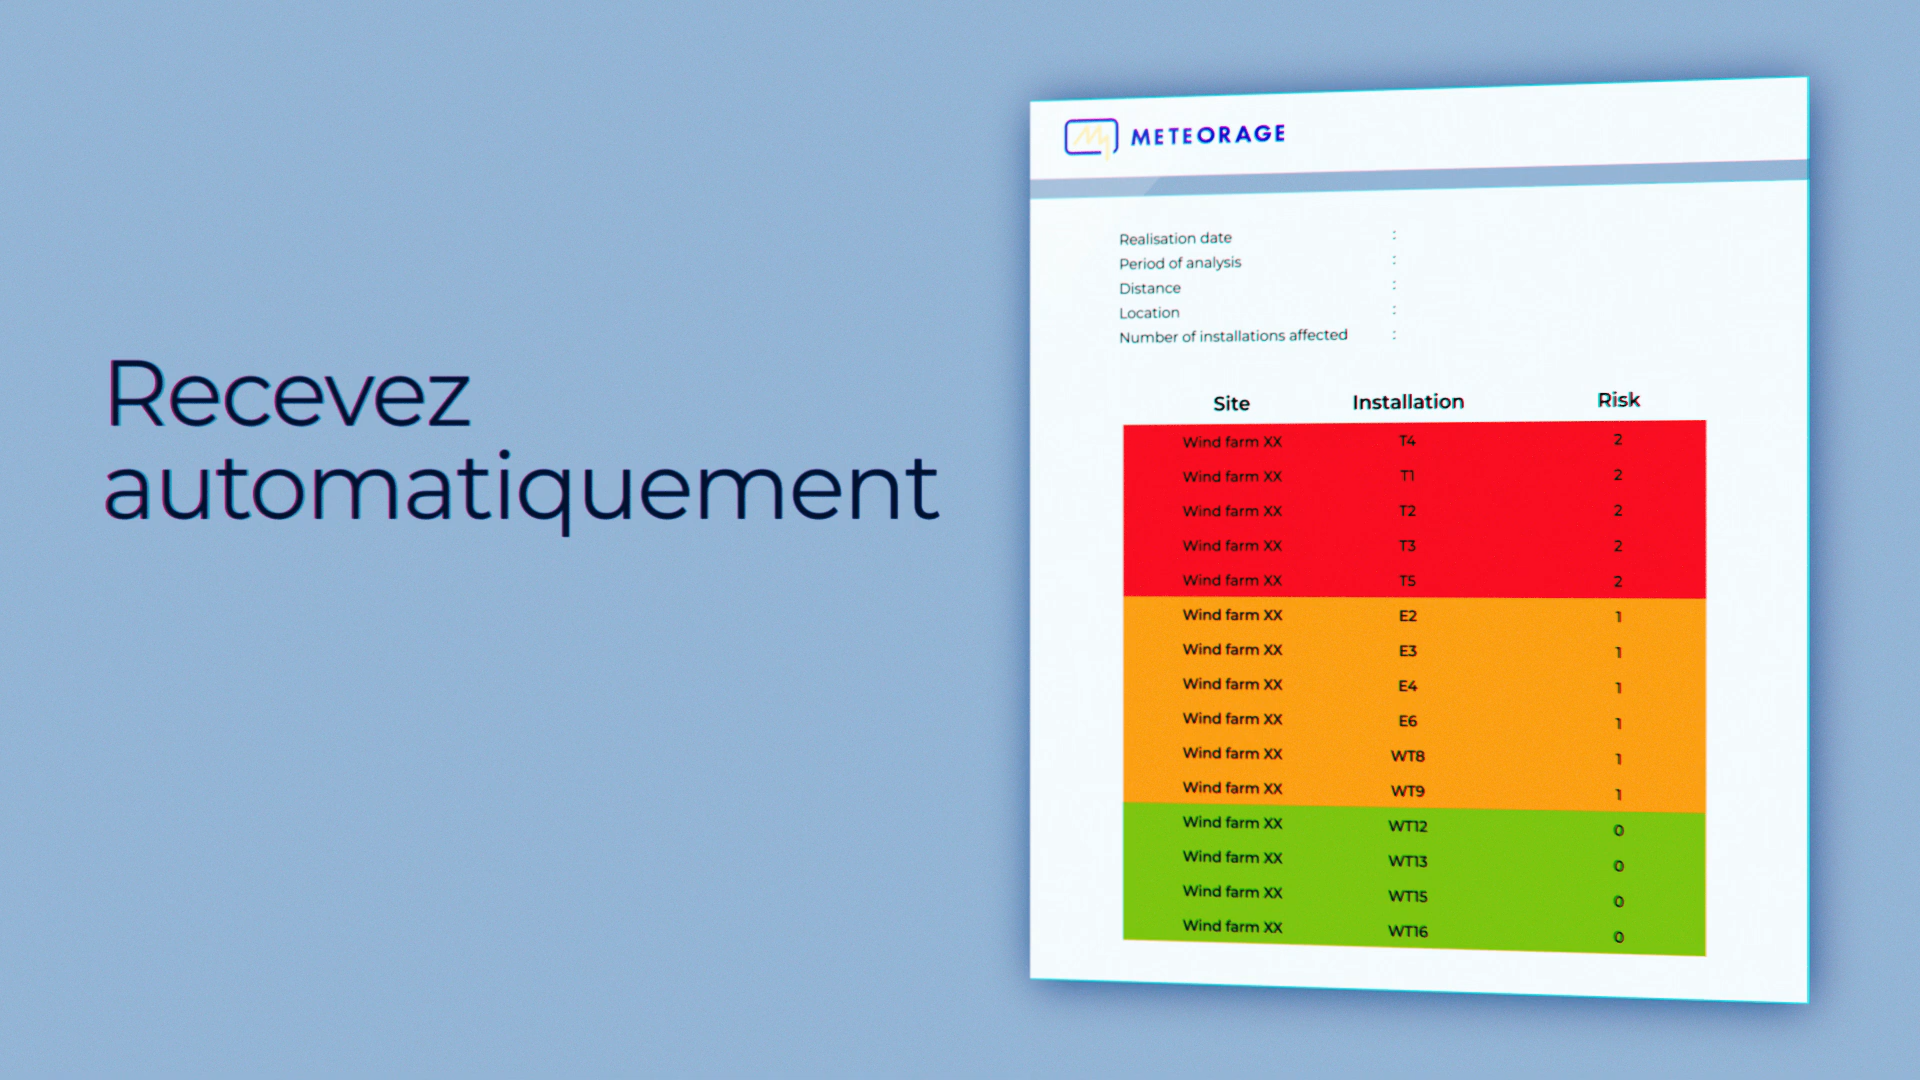 Recevez
automatiquement
METEORAGE
Realisation date :
Period of analysis :
Distance :
Location :
Number of installations affected :
Site Installation Risk
Wind farm XX T4 2
Wind farm XX T1 2
Wind farm XX T2 2
Wind farm XX T3 2
Wind farm XX T5 2
Wind farm XX E2 1
Wind farm XX E3 1
Wind farm XX E4 1
Wind farm XX E6 1
Wind farm XX WT8 1
Wind farm XX WT9 1
Wind farm XX WT12 0
Wind farm XX WT13 0
Wind farm XX WT15 0
Wind farm XX WT16 0